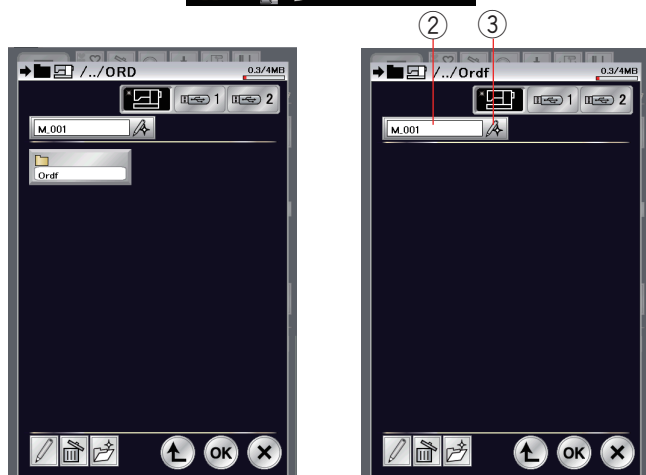 ② ③
/../ORD 0.3/4MB
1 2
M_001
Ordf
OK
/../Ordf 0.3/4MB
1 2
M_001
OK